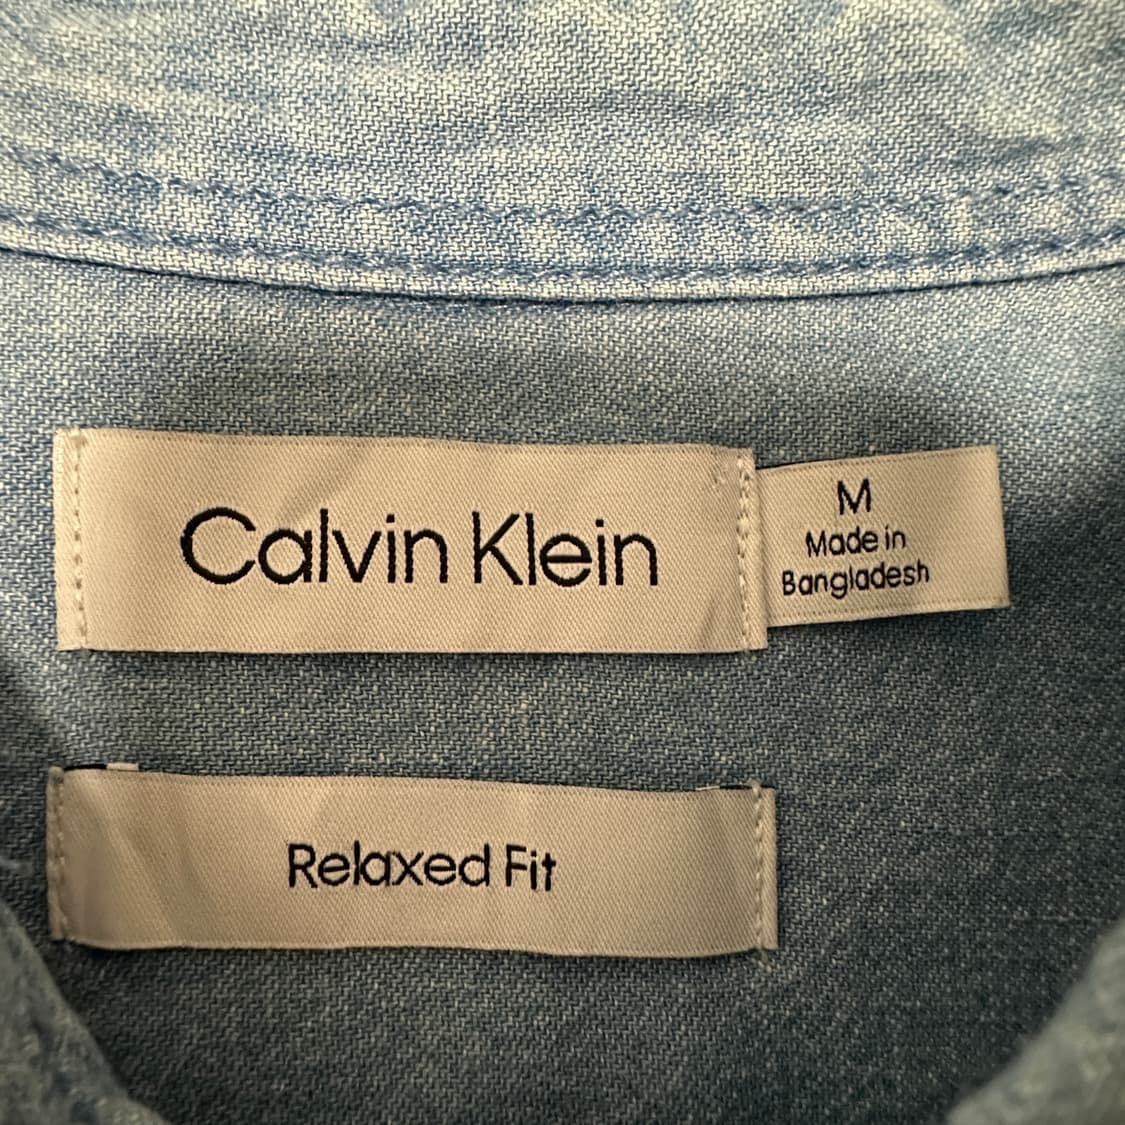 Calvin Klein
M
Made in
Bangladesh
Relaxed Fit